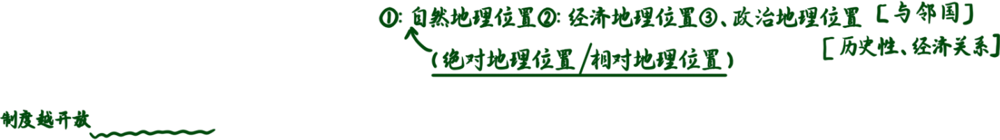 ①：自然地理位置②：经济地理位置③、政治地理位置［与邻国］
［历史性、经济关系］
（绝对地理位置/相对地理位置）
制度越开放